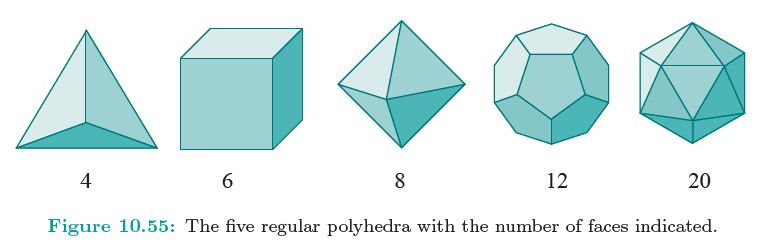 4 6 8 12 20
Figure 10.55: The five regular polyhedra with the number of faces indicated.